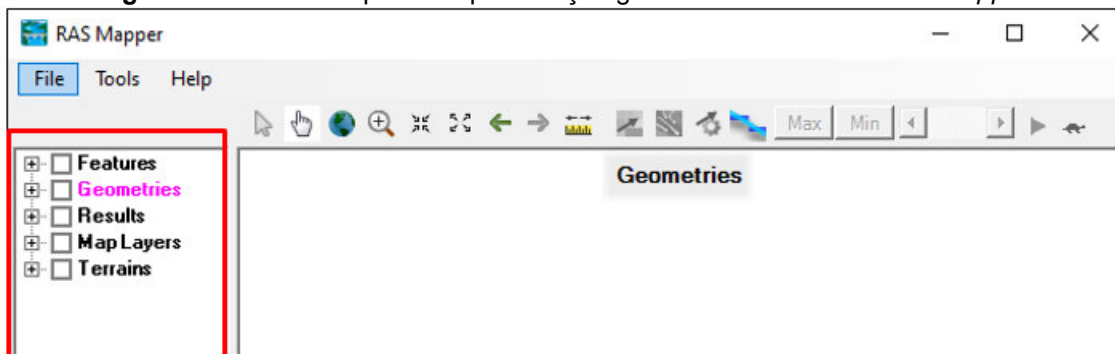 RAS Mapper
File Tools Help
Max Min
Features
Geometries
Results
Map Layers
Terrains
Geometries